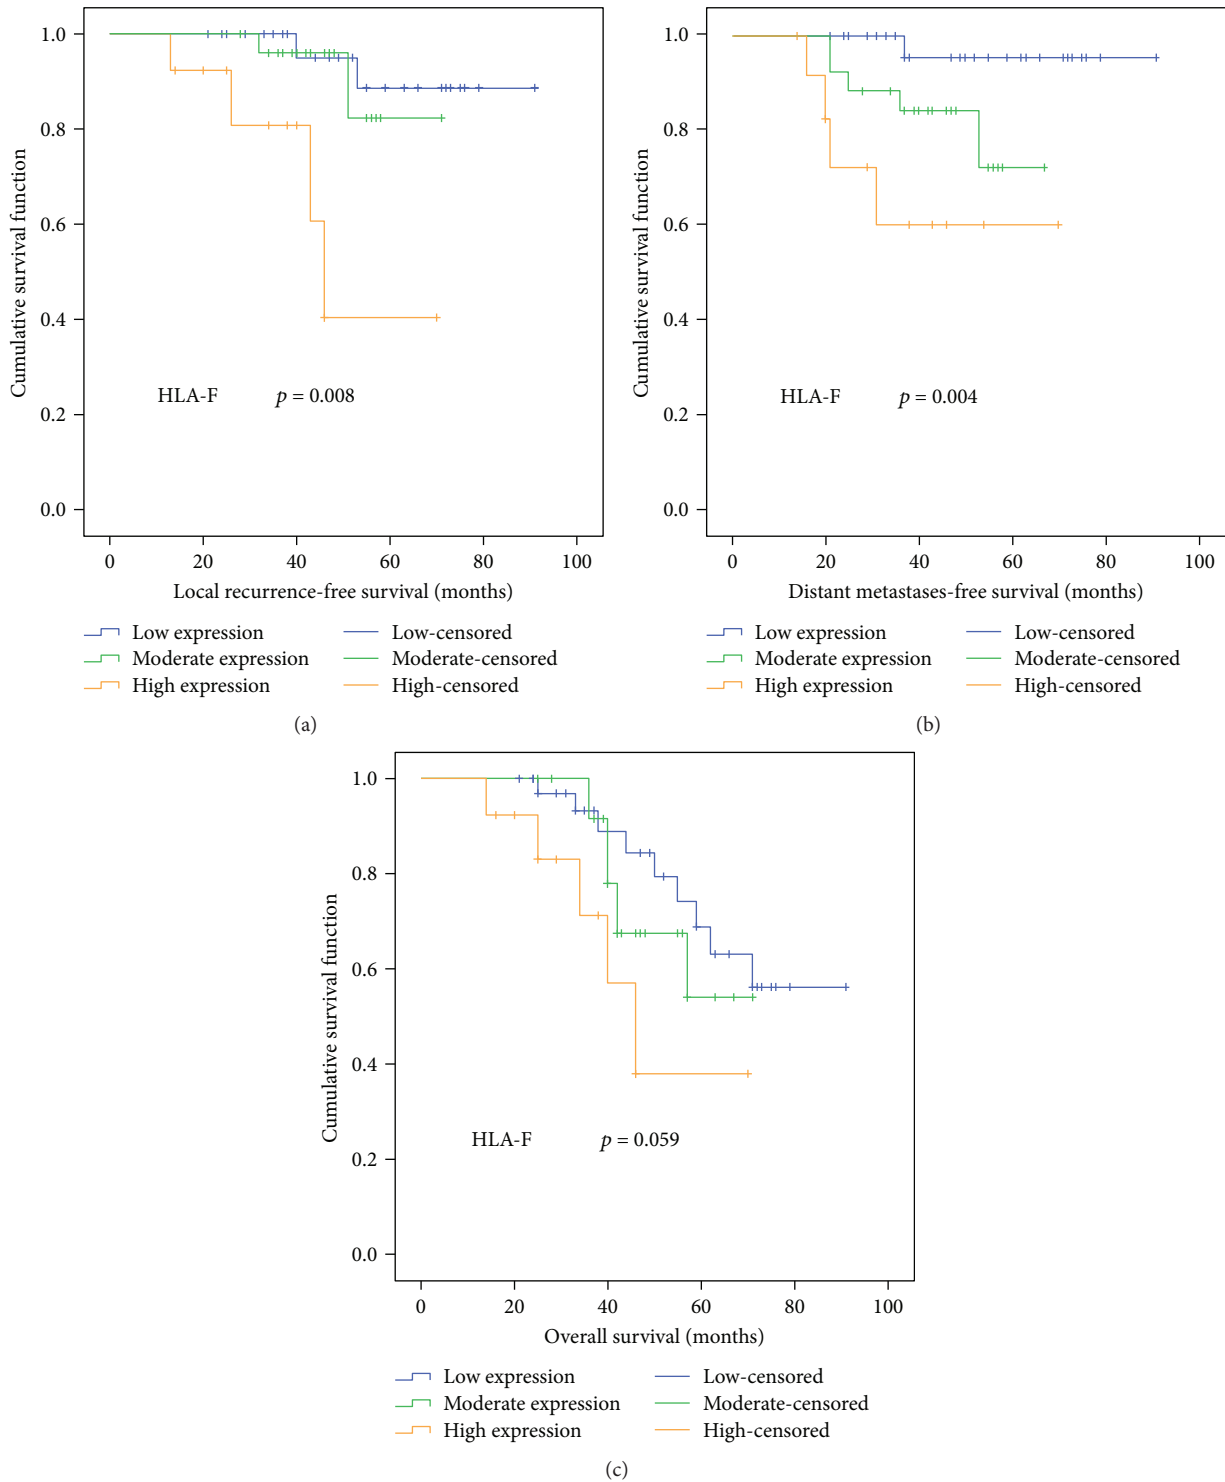 1.0
0.8
0.6
0.4
0.2
0.0
Cumulative survival function
HLA-F p = 0.008
0 20 40 60 80 100
Local recurrence-free survival (months)
Low expression Low-censored
Moderate expression Moderate-censored
High expression High-censored
(a)
1.0
0.8
0.6
0.4
0.2
0.0
Cumulative survival function
HLA-F p = 0.004
0 20 40 60 80 100
Distant metastases-free survival (months)
Low expression Low-censored
Moderate expression Moderate-censored
High expression High-censored
(b)
1.0
0.8
0.6
0.4
0.2
0.0
Cumulative survival function
HLA-F p = 0.059
0 20 40 60 80 100
Overall survival (months)
Low expression Low-censored
Moderate expression Moderate-censored
High expression High-censored
(c)